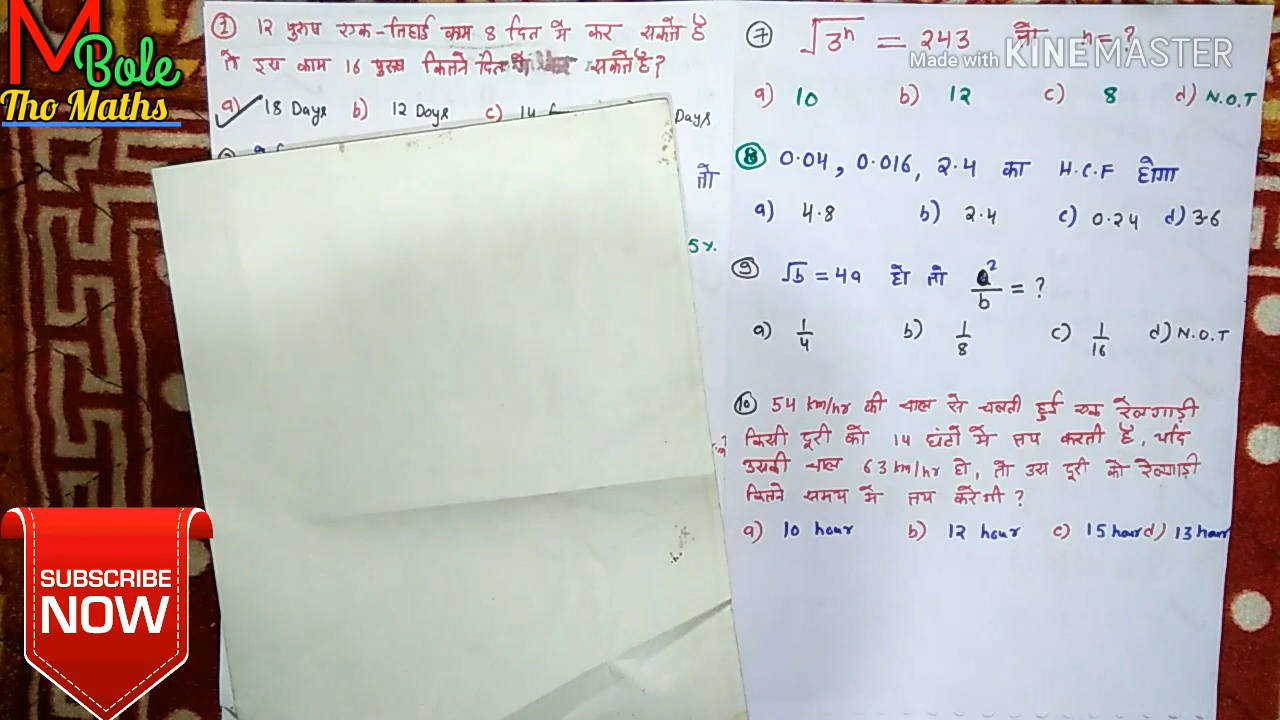 M Bole
Tho Maths
① 12 पुरुष एक-तिहाई काम 8 दिन में कर सकते है
तो इस काम 16 पुरुष कितने दिन में सकते है?
a) 18 Days b) 12 Days c) 14 Days
तो
5%
⑦ √3ⁿ = 243 तो n = ?
Made with KINEMASTER
a) 10 b) 12 c) 8 d) N.O.T
⑧ 0.04, 0.016, 2.4 का H.C.F होगा
a) 4.8 b) 2.4 c) 0.24 d) 3.6
⑨ √b = 4a हो तो a²/b = ?
a) 1/4 b) 1/8 c) 1/16 d) N.O.T
⑩ 54 km/hr की चाल से चलती हुई एक रेलगाड़ी
किसी दूरी को 14 घंटो में तय करती है, यदि
उसकी चाल 63 km/hr हो, तो उस दूरी को रेलगाड़ी
कितने समय में तय करेगी ?
a) 10 hour b) 12 hour c) 15 hour d) 13 hour
SUBSCRIBE
NOW